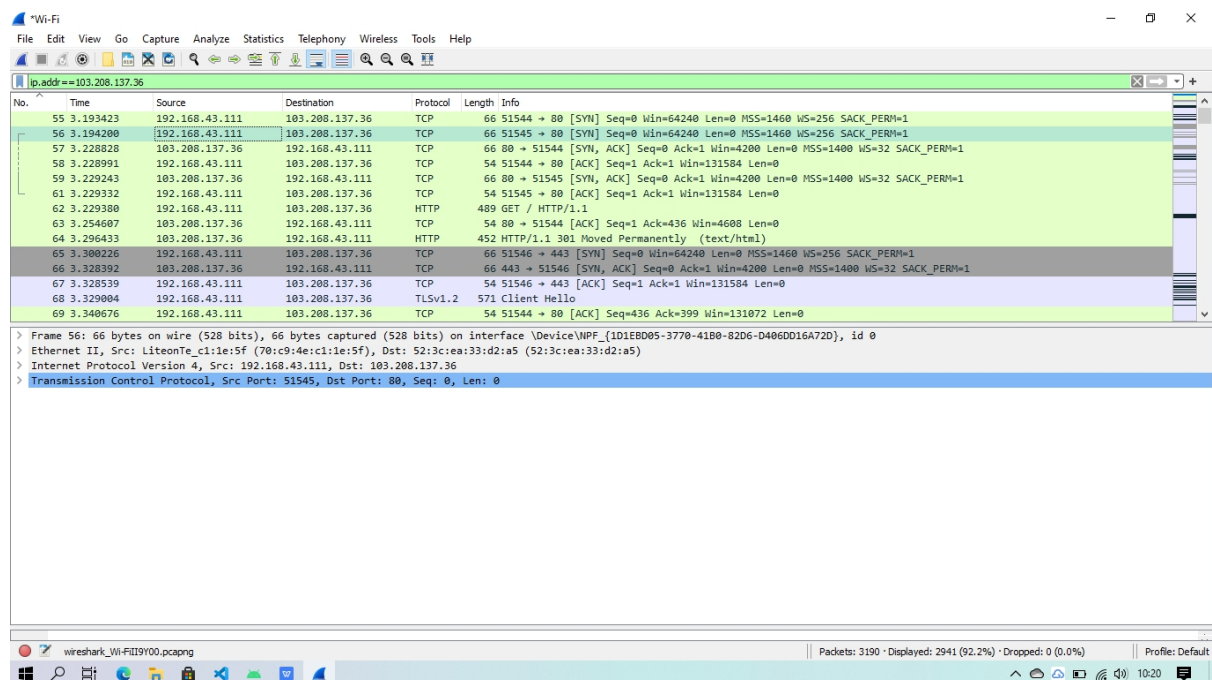 *Wi-Fi
File Edit View Go Capture Analyze Statistics Telephony Wireless Tools Help
ip.addr==103.208.137.36
No. Time Source Destination Protocol Length Info
55 3.193423 192.168.43.111 103.208.137.36 TCP 66 51544 → 80 [SYN] Seq=0 Win=64240 Len=0 MSS=1460 WS=256 SACK_PERM=1
56 3.194200 192.168.43.111 103.208.137.36 TCP 66 51545 → 80 [SYN] Seq=0 Win=64240 Len=0 MSS=1460 WS=256 SACK_PERM=1
57 3.228828 103.208.137.36 192.168.43.111 TCP 66 80 → 51544 [SYN, ACK] Seq=0 Ack=1 Win=4200 Len=0 MSS=1400 WS=32 SACK_PERM=1
58 3.228991 192.168.43.111 103.208.137.36 TCP 54 51544 → 80 [ACK] Seq=1 Ack=1 Win=131584 Len=0
59 3.229243 103.208.137.36 192.168.43.111 TCP 66 80 → 51545 [SYN, ACK] Seq=0 Ack=1 Win=4200 Len=0 MSS=1400 WS=32 SACK_PERM=1
61 3.229332 192.168.43.111 103.208.137.36 TCP 54 51545 → 80 [ACK] Seq=1 Ack=1 Win=131584 Len=0
62 3.229380 192.168.43.111 103.208.137.36 HTTP 489 GET / HTTP/1.1
63 3.254607 103.208.137.36 192.168.43.111 TCP 54 80 → 51544 [ACK] Seq=1 Ack=436 Win=4608 Len=0
64 3.296433 103.208.137.36 192.168.43.111 HTTP 452 HTTP/1.1 301 Moved Permanently (text/html)
65 3.300226 192.168.43.111 103.208.137.36 TCP 66 51546 → 443 [SYN] Seq=0 Win=64240 Len=0 MSS=1460 WS=256 SACK_PERM=1
66 3.328392 103.208.137.36 192.168.43.111 TCP 66 443 → 51546 [SYN, ACK] Seq=0 Ack=1 Win=4200 Len=0 MSS=1400 WS=32 SACK_PERM=1
67 3.328539 192.168.43.111 103.208.137.36 TCP 54 51546 → 443 [ACK] Seq=1 Ack=1 Win=131584 Len=0
68 3.329004 192.168.43.111 103.208.137.36 TLSv1.2 571 Client Hello
69 3.340676 192.168.43.111 103.208.137.36 TCP 54 51544 → 80 [ACK] Seq=436 Ack=399 Win=131072 Len=0
> Frame 56: 66 bytes on wire (528 bits), 66 bytes captured (528 bits) on interface \Device\NPF_{1D1EBD05-3770-41B0-82D6-D406DD16A72D}, id 0
> Ethernet II, Src: LiteonTe_c1:1e:5f (70:c9:4e:c1:1e:5f), Dst: 52:3c:ea:33:d2:a5 (52:3c:ea:33:d2:a5)
> Internet Protocol Version 4, Src: 192.168.43.111, Dst: 103.208.137.36
> Transmission Control Protocol, Src Port: 51545, Dst Port: 80, Seq: 0, Len: 0
wireshark_Wi-FiII9Y00.pcapng Packets: 3190 · Displayed: 2941 (92.2%) · Dropped: 0 (0.0%) Profile: Default
10:20